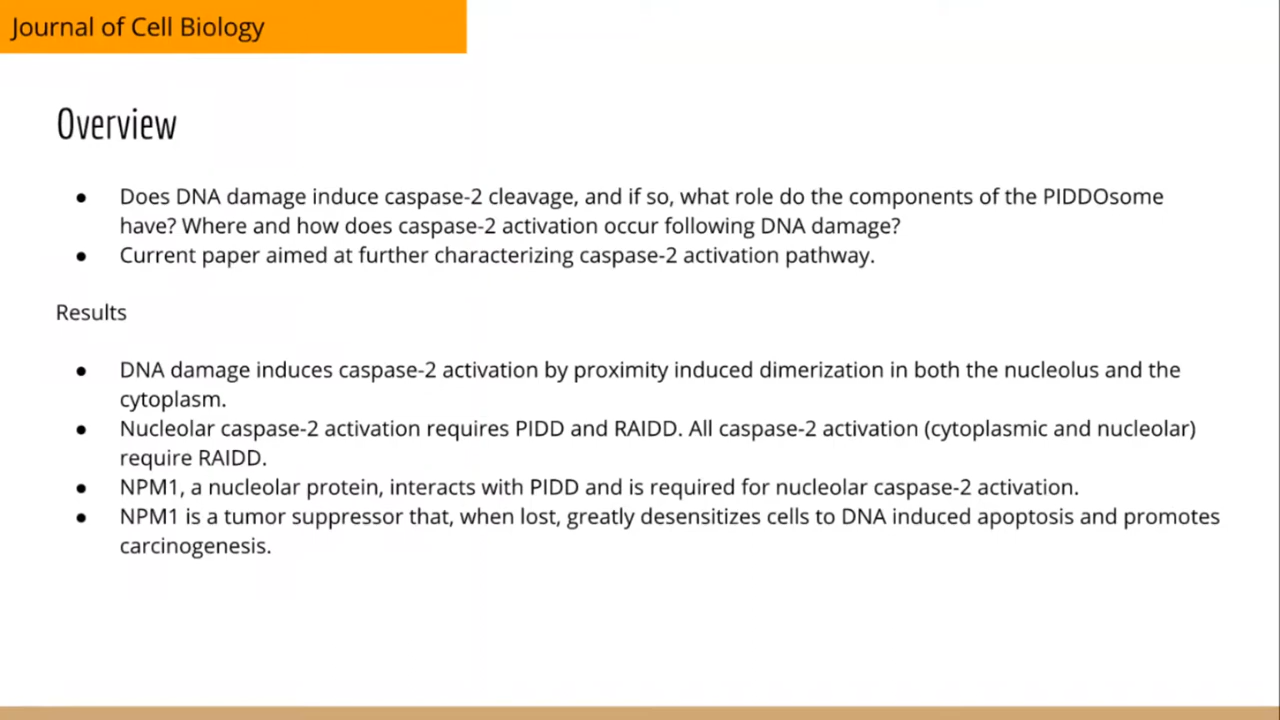 Journal of Cell Biology
Overview
● Does DNA damage induce caspase-2 cleavage, and if so, what role do the components of the PIDDOsome
have? Where and how does caspase-2 activation occur following DNA damage?
● Current paper aimed at further characterizing caspase-2 activation pathway.
Results
● DNA damage induces caspase-2 activation by proximity induced dimerization in both the nucleolus and the
cytoplasm.
● Nucleolar caspase-2 activation requires PIDD and RAIDD. All caspase-2 activation (cytoplasmic and nucleolar)
require RAIDD.
● NPM1, a nucleolar protein, interacts with PIDD and is required for nucleolar caspase-2 activation.
● NPM1 is a tumor suppressor that, when lost, greatly desensitizes cells to DNA induced apoptosis and promotes
carcinogenesis.